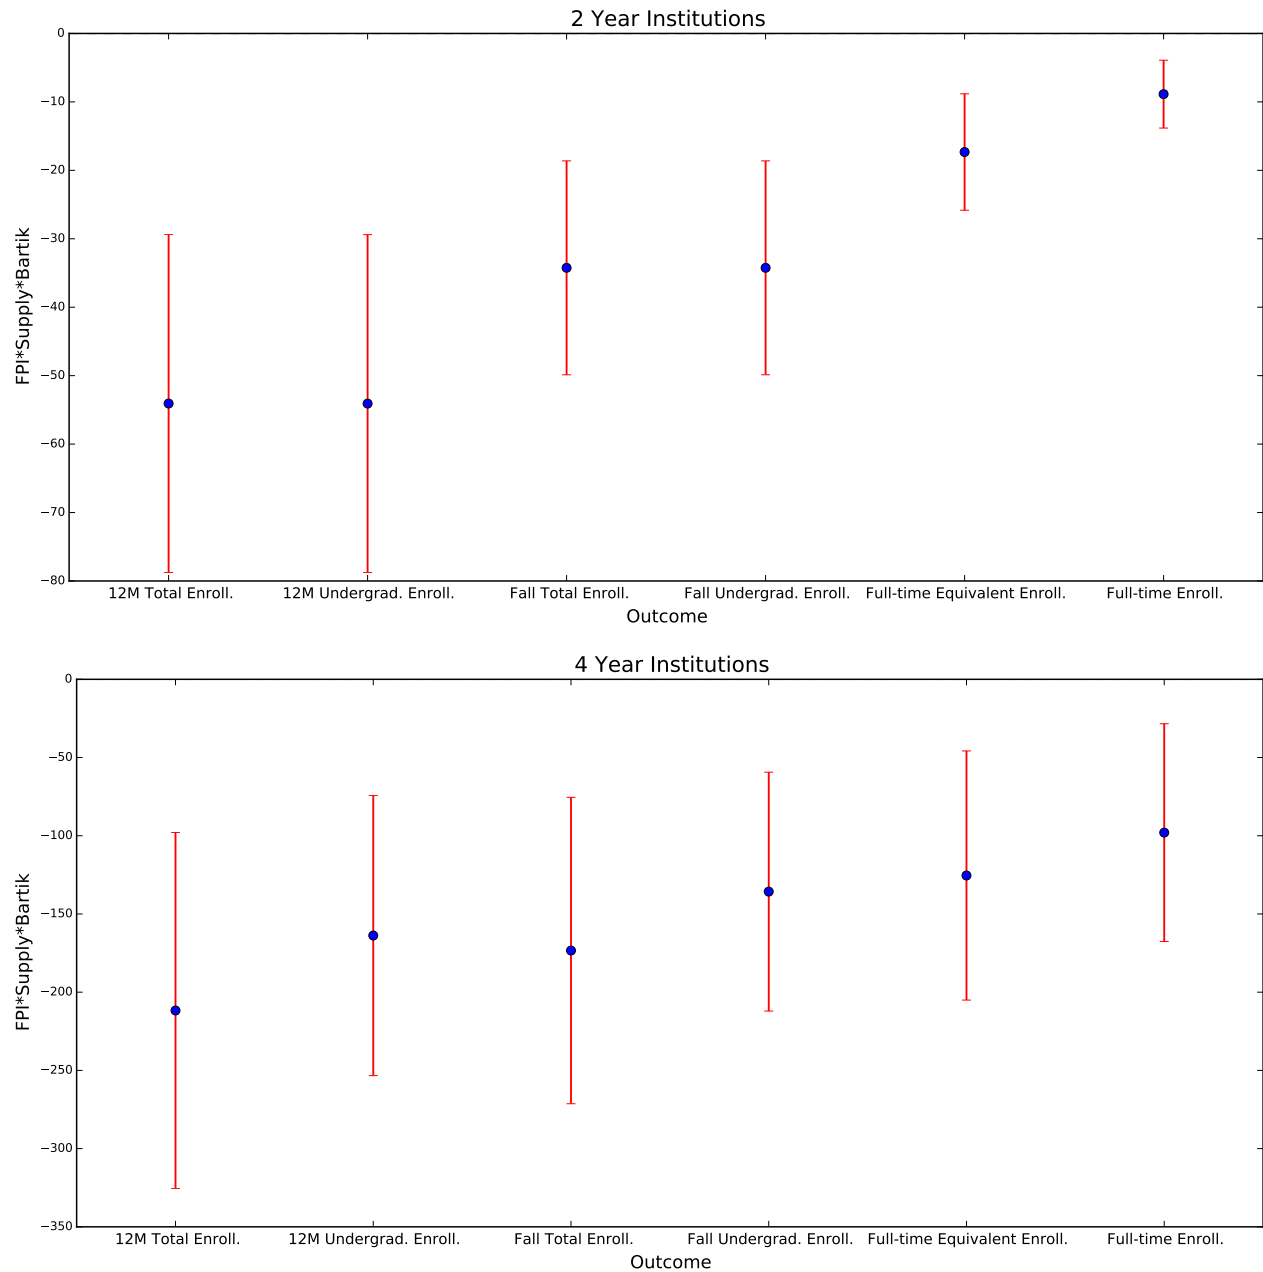 2 Year Institutions
0
−10
−20
−30
−40
−50
−60
−70
−80
FPI*Supply*Bartik
12M Total Enroll. 12M Undergrad. Enroll. Fall Total Enroll. Fall Undergrad. Enroll. Full-time Equivalent Enroll. Full-time Enroll.
Outcome
4 Year Institutions
0
−50
−100
−150
−200
−250
−300
−350
FPI*Supply*Bartik
12M Total Enroll. 12M Undergrad. Enroll. Fall Total Enroll. Fall Undergrad. Enroll. Full-time Equivalent Enroll. Full-time Enroll.
Outcome